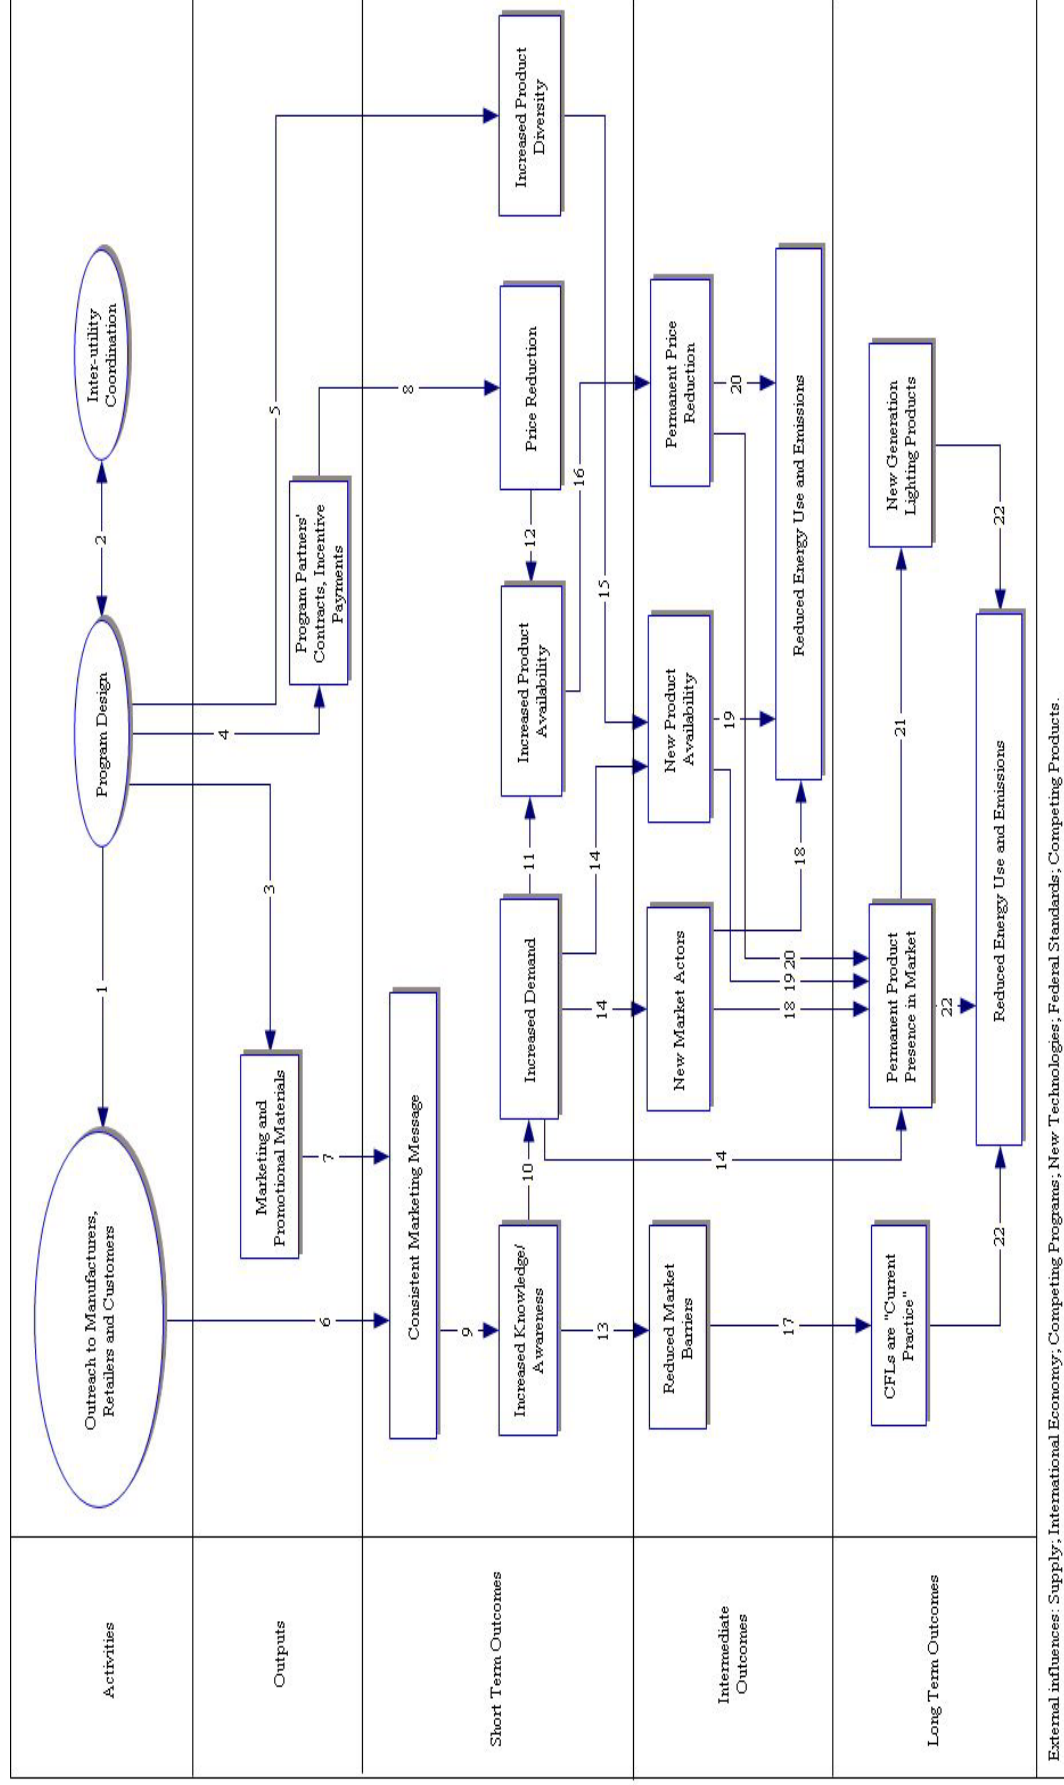 Activities
Outreach to Manufacturers,
Retailers and Customers
1
Program Design
2
Inter-utility
Coordination
Outputs
3
4
5
Marketing and
Promotional Materials
Program Partners'
Contracts, Incentive
Payments
6
7
8
Short Term Outcomes
Consistent Marketing Message
9
Increased Knowledge/
Awareness
10
Increased Demand
11
Increased Product
Availability
12
Price Reduction
Increased Product
Diversity
13
14
14
14
15
16
Intermediate
Outcomes
Reduced Market
Barriers
New Market Actors
New Product
Availability
Permanent Price
Reduction
17
18
18
19
19
20
20
Reduced Energy Use and Emissions
Long Term Outcomes
CFLs are "Current
Practice"
Permanent Product
Presence in Market
21
New Generation
Lighting Products
22
22
22
Reduced Energy Use and Emissions
External influences: Supply; International Economy; Competing Programs; New Technologies; Federal Standards; Competing Products.